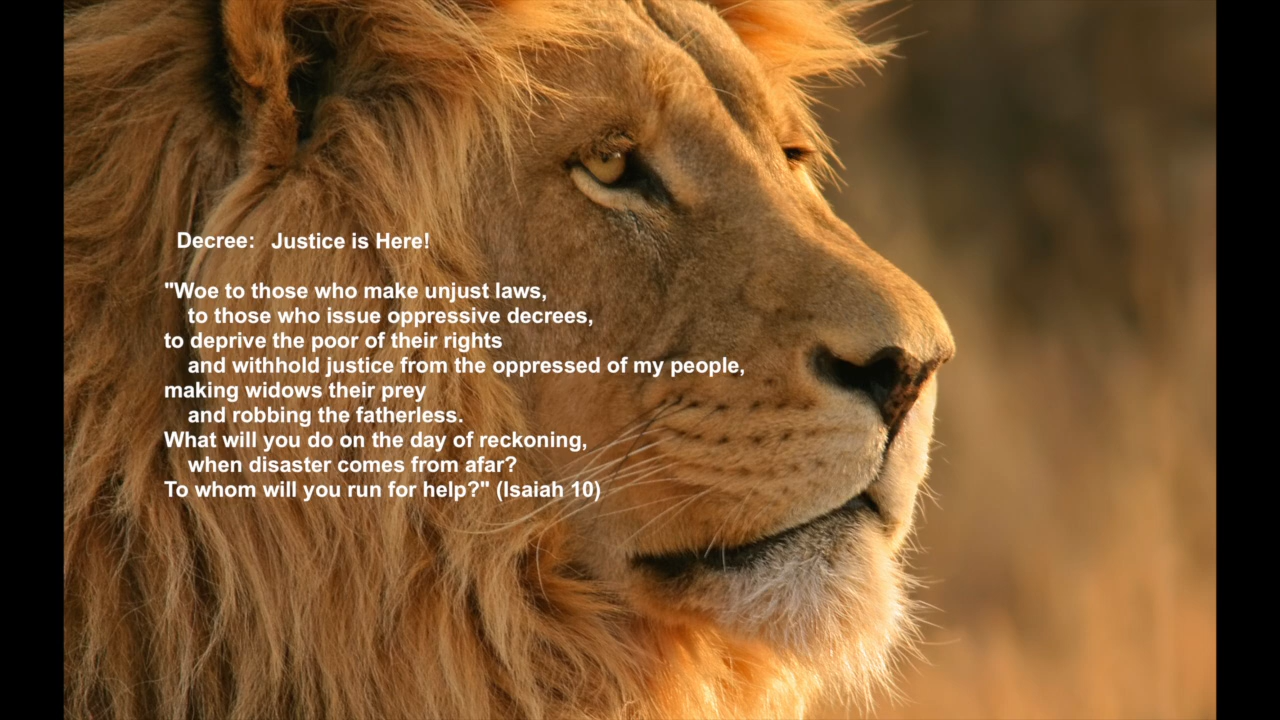 Decree: Justice is Here!
"Woe to those who make unjust laws,
to those who issue oppressive decrees,
to deprive the poor of their rights
and withhold justice from the oppressed of my people,
making widows their prey
and robbing the fatherless.
What will you do on the day of reckoning,
when disaster comes from afar?
To whom will you run for help?" (Isaiah 10)